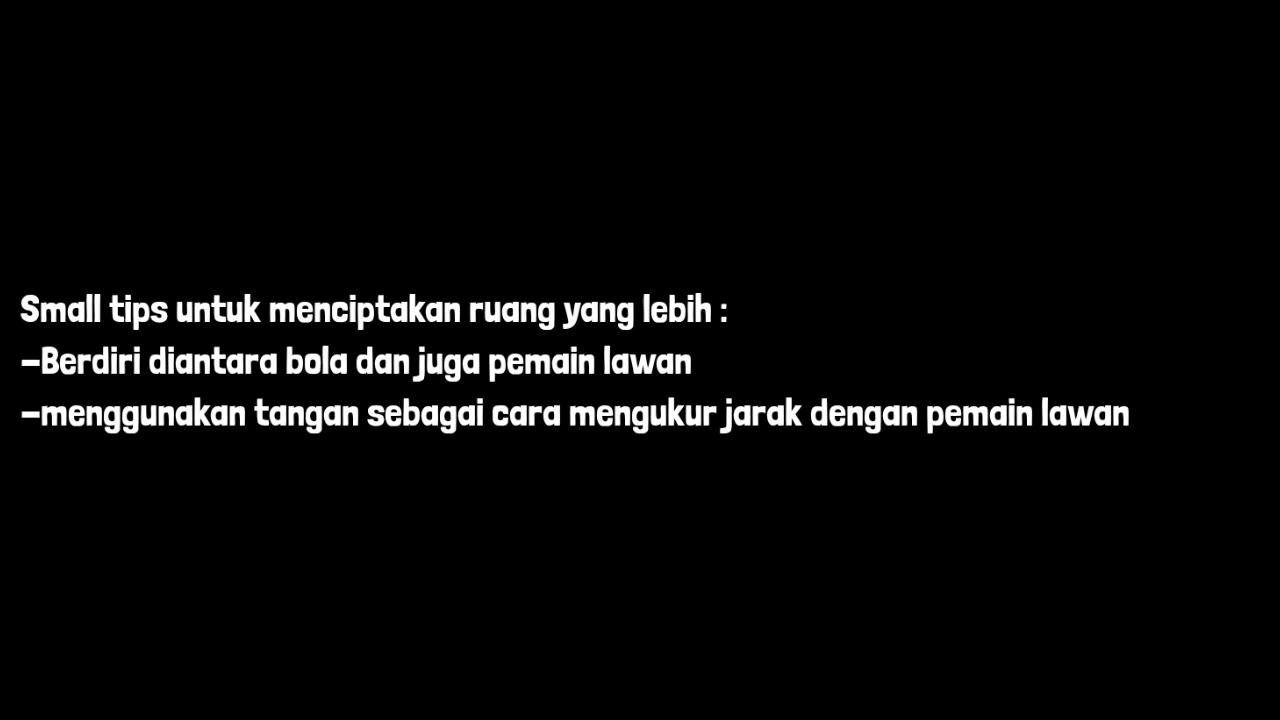 Small tips untuk menciptakan ruang yang lebih :
-Berdiri diantara bola dan juga pemain lawan
-menggunakan tangan sebagai cara mengukur jarak dengan pemain lawan